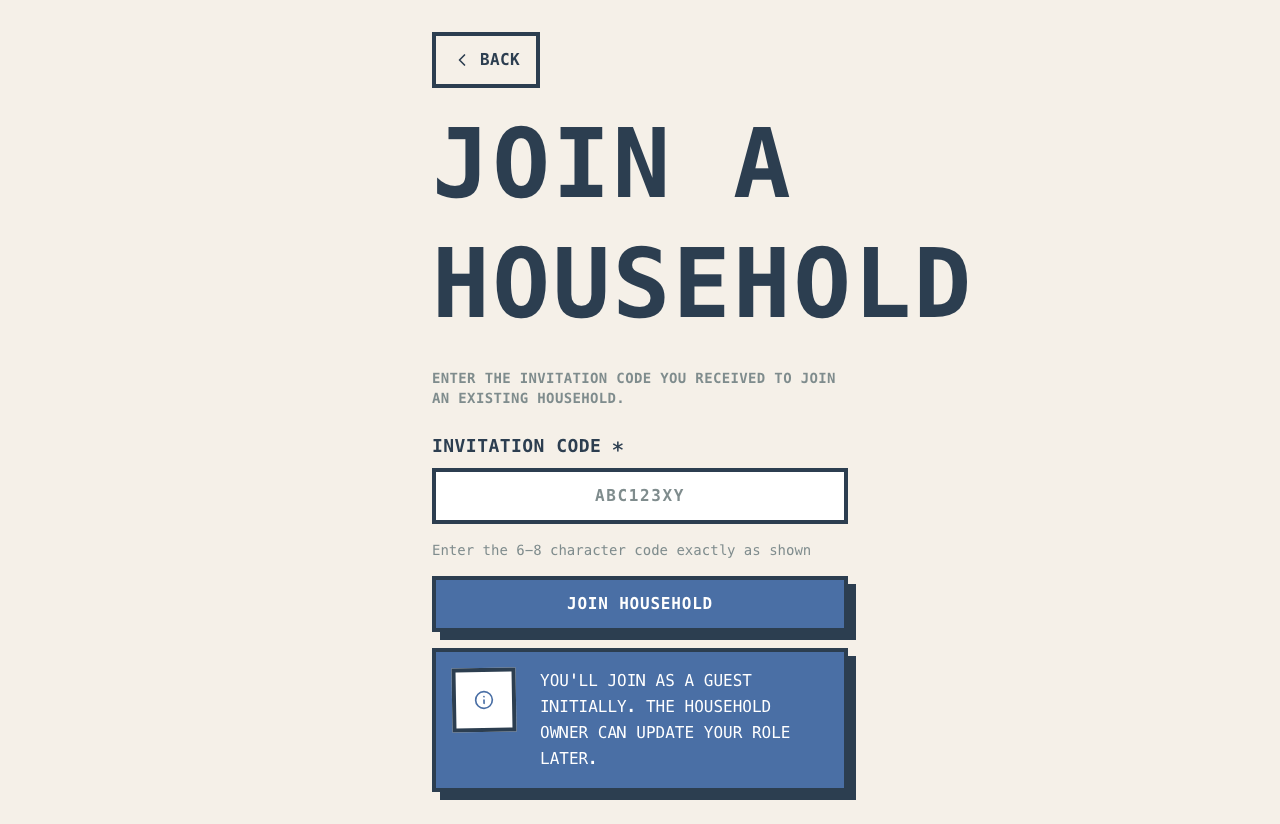 BACK
JOIN A
HOUSEHOLD
ENTER THE INVITATION CODE YOU RECEIVED TO JOIN
AN EXISTING HOUSEHOLD.
INVITATION CODE *
ABC123XY
Enter the 6–8 character code exactly as shown
JOIN HOUSEHOLD
YOU'LL JOIN AS A GUEST
INITIALLY. THE HOUSEHOLD
OWNER CAN UPDATE YOUR ROLE
LATER.